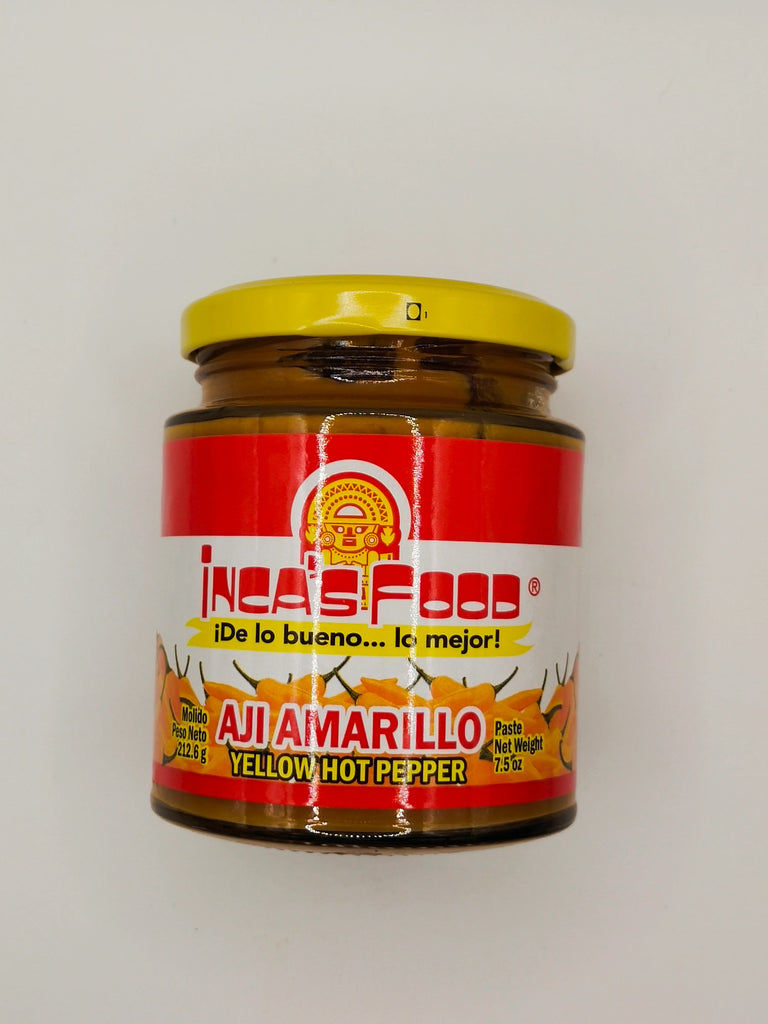 INCA'S FOOD ®
¡De lo bueno... lo mejor!
Molido
Peso Neto
212.6 g
AJI AMARILLO
YELLOW HOT PEPPER
Paste
Net Weight
7.5 oz